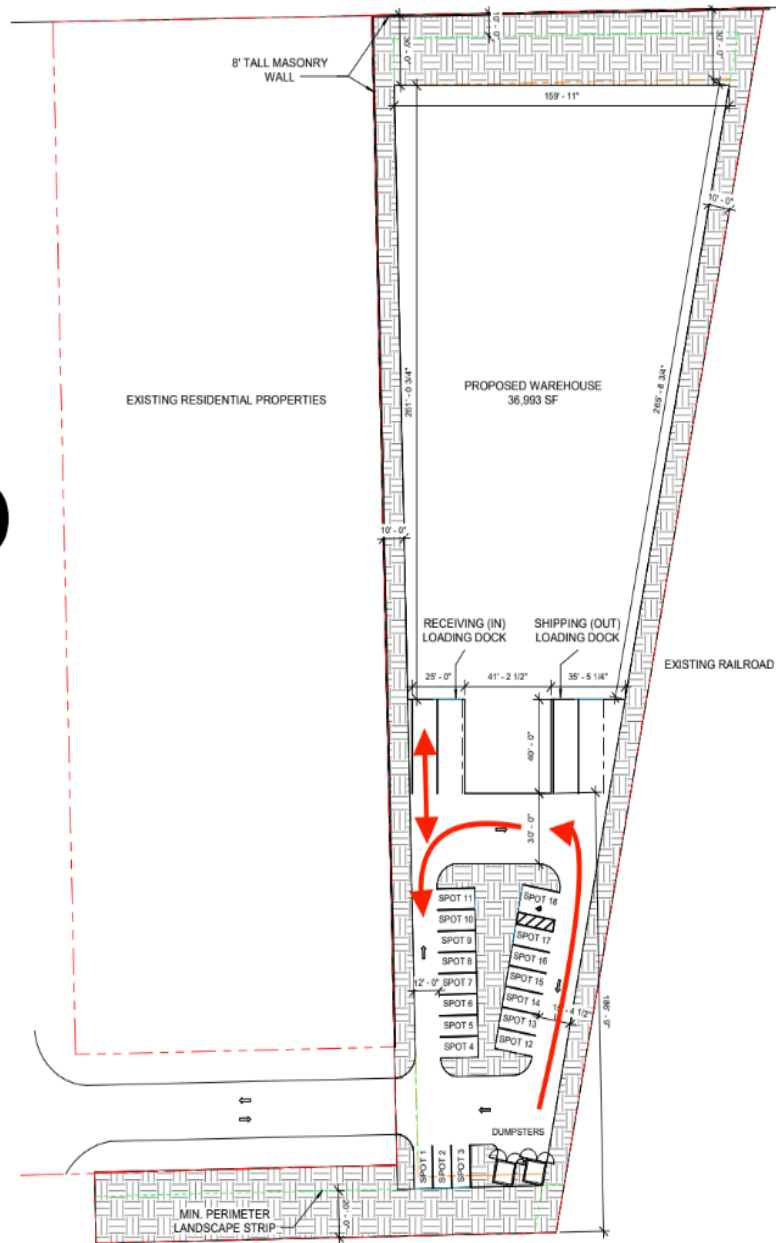 10' - 0"
30' - 0"
30' - 0"
8' TALL MASONRY
WALL
159' - 11"
10' - 0"
EXISTING RESIDENTIAL PROPERTIES
261' - 0 3/4"
PROPOSED WAREHOUSE
36,993 SF
265' - 8 3/4"
10' - 0"
RECEIVING (IN)
LOADING DOCK
SHIPPING (OUT)
LOADING DOCK
EXISTING RAILROAD
25' - 0"
41' - 2 1/2"
35' - 5 1/4"
40' - 0"
30' - 0"
SPOT 11
SPOT 10
SPOT 9
SPOT 8
SPOT 7
SPOT 6
SPOT 5
SPOT 4
SPOT 18
SPOT 17
SPOT 16
SPOT 15
SPOT 14
SPOT 13
SPOT 12
12' - 0"
4 1/2"
186' - 9"
DUMPSTERS
SPOT 1
SPOT 2
SPOT 3
MIN. PERIMETER
LANDSCAPE STRIP
20' - 0"